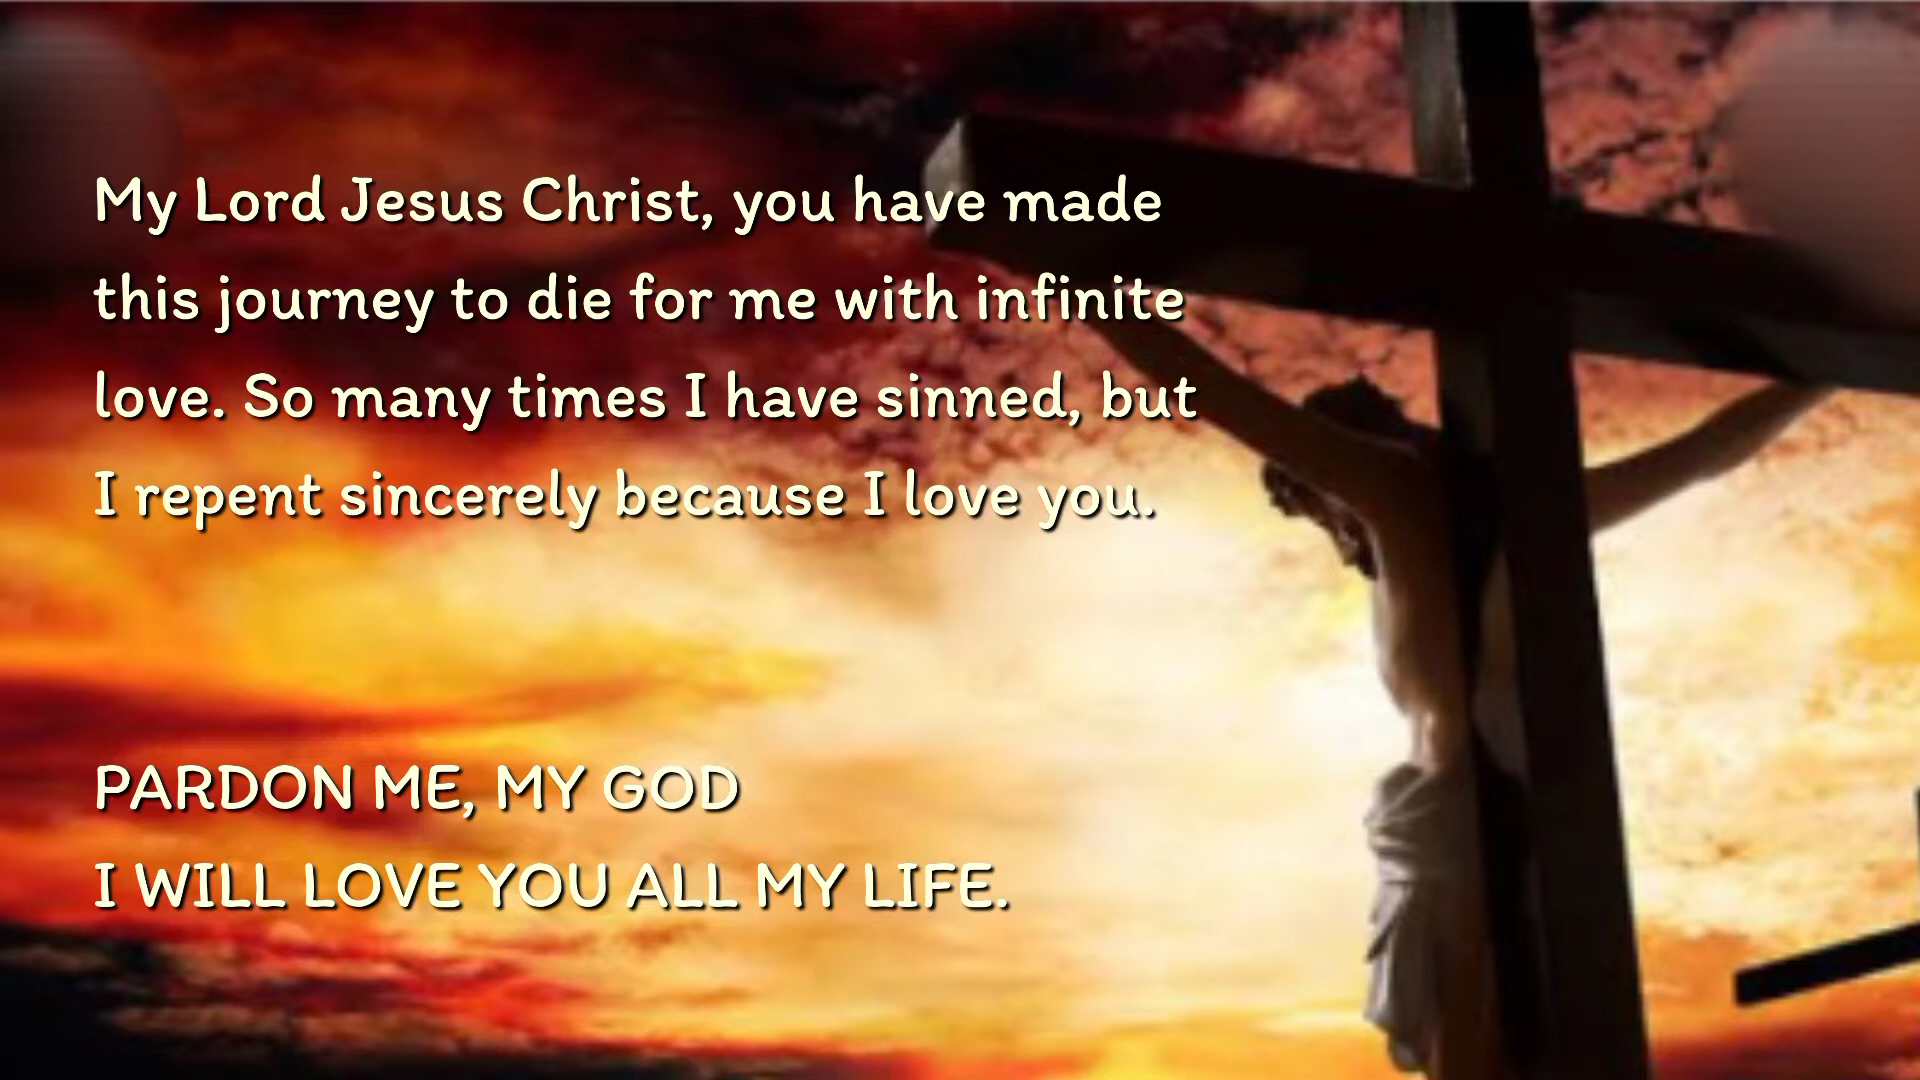 My Lord Jesus Christ, you have made
this journey to die for me with infinite
love. So many times I have sinned, but
I repent sincerely because I love you.
PARDON ME, MY GOD
I WILL LOVE YOU ALL MY LIFE.